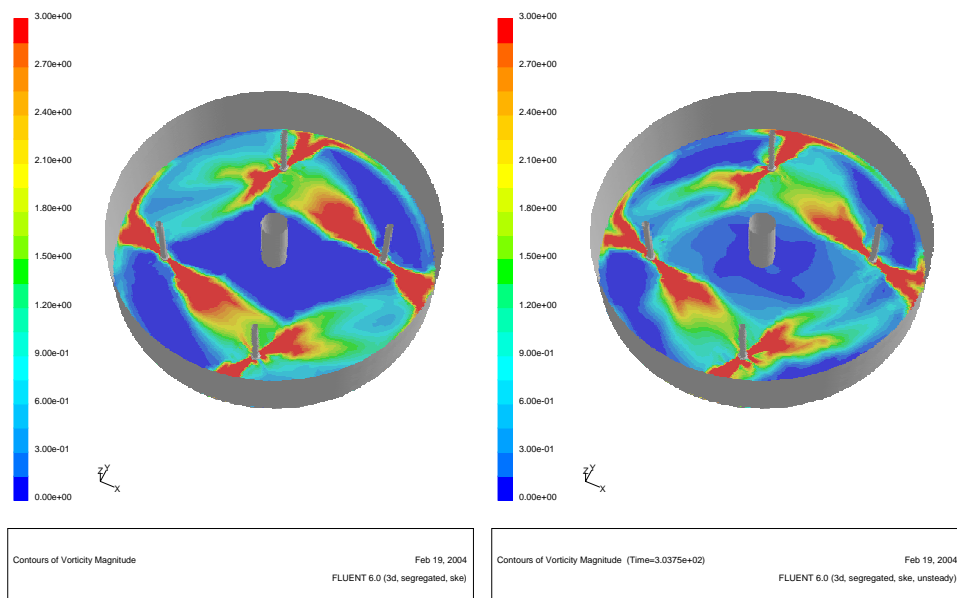 3.00e+00
2.70e+00
2.40e+00
2.10e+00
1.80e+00
1.50e+00
1.20e+00
9.00e-01
6.00e-01
3.00e-01
0.00e+00
Z Y
X
Contours of Vorticity Magnitude
Feb 19, 2004
FLUENT 6.0 (3d, segregated, ske)
3.00e+00
2.70e+00
2.40e+00
2.10e+00
1.80e+00
1.50e+00
1.20e+00
9.00e-01
6.00e-01
3.00e-01
0.00e+00
Z Y
X
Contours of Vorticity Magnitude (Time=3.0375e+02)
Feb 19, 2004
FLUENT 6.0 (3d, segregated, ske, unsteady)